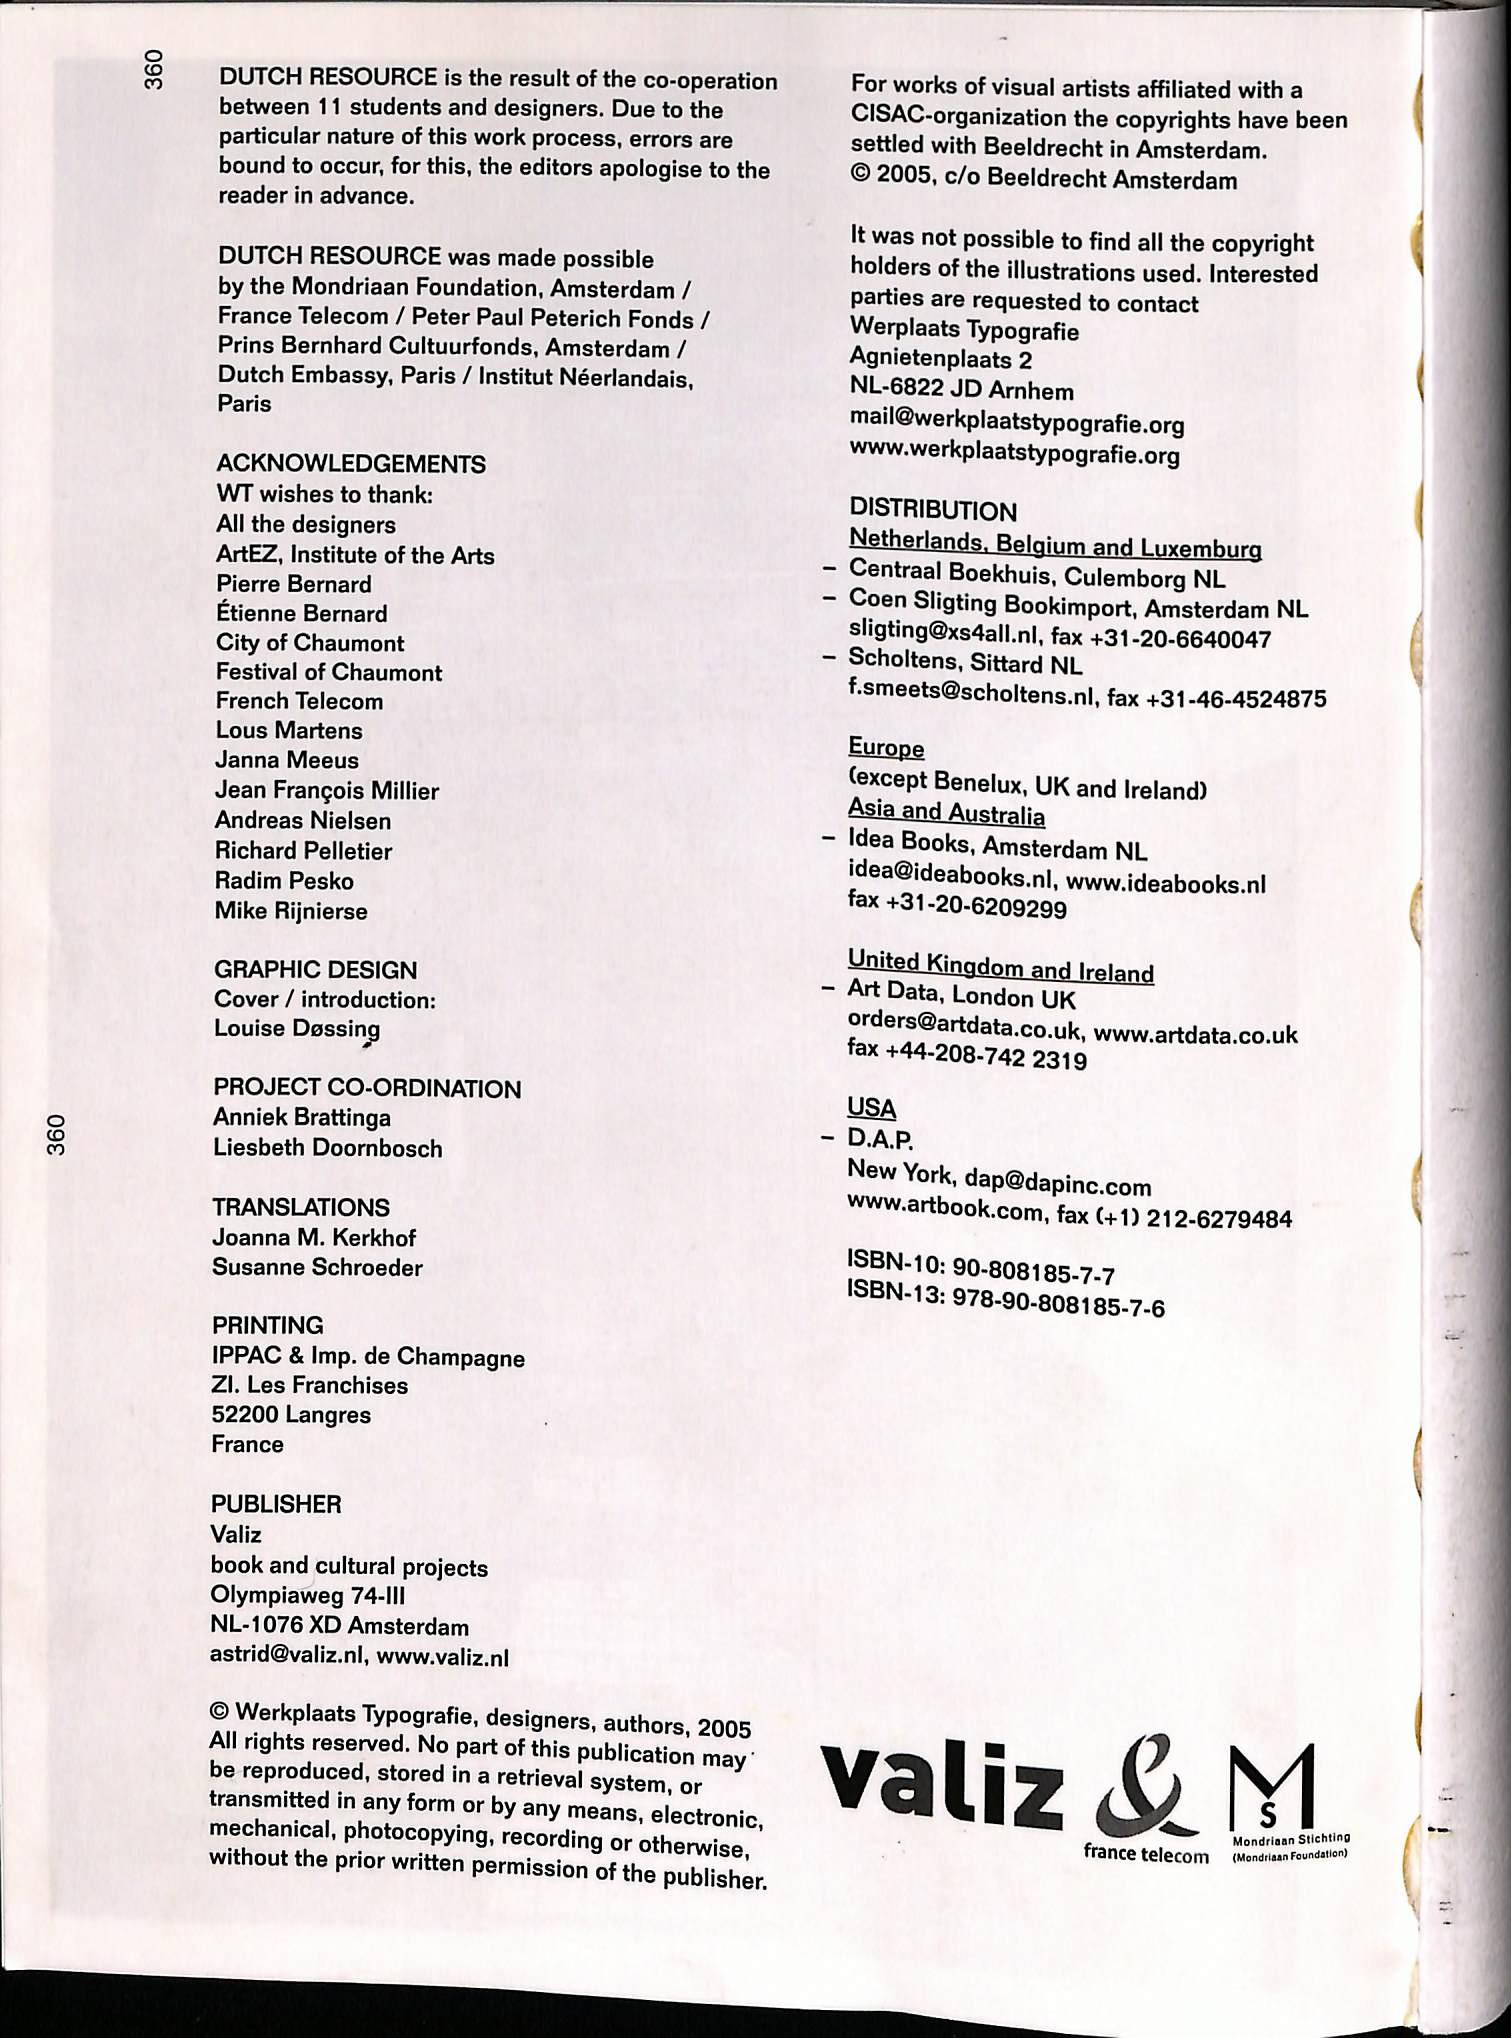 360
DUTCH RESOURCE is the result of the co-operation
between 11 students and designers. Due to the
particular nature of this work process, errors are
bound to occur, for this, the editors apologise to the
reader in advance.
DUTCH RESOURCE was made possible
by the Mondriaan Foundation, Amsterdam /
France Telecom / Peter Paul Peterich Fonds /
Prins Bernhard Cultuurfonds, Amsterdam /
Dutch Embassy, Paris / Institut Néerlandais,
Paris
ACKNOWLEDGEMENTS
WT wishes to thank:
All the designers
ArtEZ, Institute of the Arts
Pierre Bernard
Étienne Bernard
City of Chaumont
Festival of Chaumont
French Telecom
Lous Martens
Janna Meeus
Jean François Millier
Andreas Nielsen
Richard Pelletier
Radim Pesko
Mike Rijnierse
GRAPHIC DESIGN
Cover / introduction:
Louise Døssing
360
PROJECT CO-ORDINATION
Anniek Brattinga
Liesbeth Doornbosch
TRANSLATIONS
Joanna M. Kerkhof
Susanne Schroeder
PRINTING
IPPAC & Imp. de Champagne
ZI. Les Franchises
52200 Langres
France
PUBLISHER
Valiz
book and cultural projects
Olympiaweg 74-III
NL-1076 XD Amsterdam
astrid@valiz.nl, www.valiz.nl
© Werkplaats Typografie, designers, authors, 2005
All rights reserved. No part of this publication may
be reproduced, stored in a retrieval system, or
transmitted in any form or by any means, electronic,
mechanical, photocopying, recording or otherwise,
without the prior written permission of the publisher.
For works of visual artists affiliated with a
CISAC-organization the copyrights have been
settled with Beeldrecht in Amsterdam.
© 2005, c/o Beeldrecht Amsterdam
It was not possible to find all the copyright
holders of the illustrations used. Interested
parties are requested to contact
Werplaats Typografie
Agnietenplaats 2
NL-6822 JD Arnhem
mail@werkplaatstypografie.org
www.werkplaatstypografie.org
DISTRIBUTION
Netherlands, Belgium and Luxemburg
– Centraal Boekhuis, Culemborg NL
– Coen Sligting Bookimport, Amsterdam NL
sligting@xs4all.nl, fax +31-20-6640047
– Scholtens, Sittard NL
f.smeets@scholtens.nl, fax +31-46-4524875
Europe
(except Benelux, UK and Ireland)
Asia and Australia
– Idea Books, Amsterdam NL
idea@ideabooks.nl, www.ideabooks.nl
fax +31-20-6209299
United Kingdom and Ireland
– Art Data, London UK
orders@artdata.co.uk, www.artdata.co.uk
fax +44-208-742 2319
USA
– D.A.P.
New York, dap@dapinc.com
www.artbook.com, fax (+1) 212-6279484
ISBN-10: 90-808185-7-7
ISBN-13: 978-90-808185-7-6
valiz & MS
france telecom
Mondriaan Stichting
(Mondriaan Foundation)